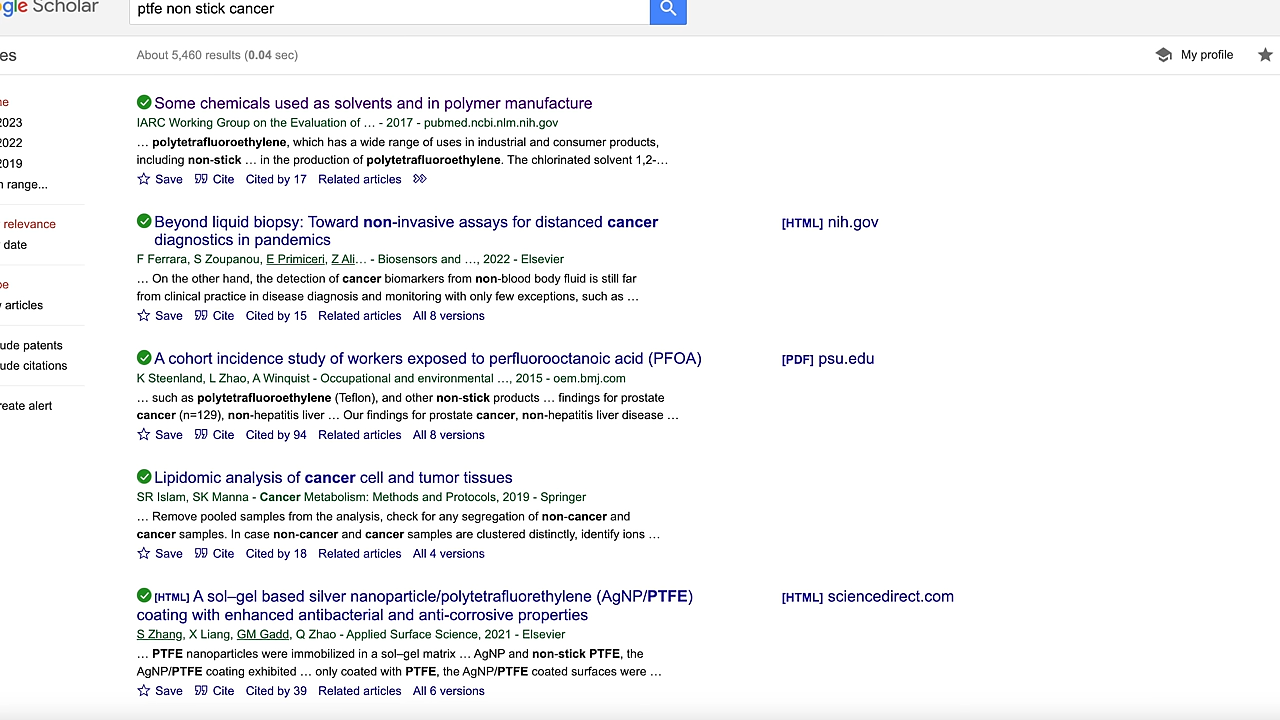 gle Scholar
ptfe non stick cancer
es
About 5,460 results (0.04 sec)
My profile
ne
2023
2022
2019
n range...
relevance
date
pe
y articles
ude patents
ude citations
reate alert
Some chemicals used as solvents and in polymer manufacture
IARC Working Group on the Evaluation of … - 2017 - pubmed.ncbi.nlm.nih.gov
… polytetrafluoroethylene, which has a wide range of uses in industrial and consumer products,
including non-stick … in the production of polytetrafluoroethylene. The chlorinated solvent 1,2-…
Save Cite Cited by 17 Related articles
Beyond liquid biopsy: Toward non-invasive assays for distanced cancer
diagnostics in pandemics
[HTML] nih.gov
F Ferrara, S Zoupanou, E Primiceri, Z Ali… - Biosensors and …, 2022 - Elsevier
… On the other hand, the detection of cancer biomarkers from non-blood body fluid is still far
from clinical practice in disease diagnosis and monitoring with only few exceptions, such as …
Save Cite Cited by 15 Related articles All 8 versions
A cohort incidence study of workers exposed to perfluorooctanoic acid (PFOA)
[PDF] psu.edu
K Steenland, L Zhao, A Winquist - Occupational and environmental …, 2015 - oem.bmj.com
… such as polytetrafluoroethylene (Teflon), and other non-stick products … findings for prostate
cancer (n=129), non-hepatitis liver … Our findings for prostate cancer, non-hepatitis liver disease …
Save Cite Cited by 94 Related articles All 8 versions
Lipidomic analysis of cancer cell and tumor tissues
SR Islam, SK Manna - Cancer Metabolism: Methods and Protocols, 2019 - Springer
… Remove pooled samples from the analysis, check for any segregation of non-cancer and
cancer samples. In case non-cancer and cancer samples are clustered distinctly, identify ions …
Save Cite Cited by 18 Related articles All 4 versions
[HTML] A sol–gel based silver nanoparticle/polytetrafluorethylene (AgNP/PTFE)
coating with enhanced antibacterial and anti-corrosive properties
[HTML] sciencedirect.com
S Zhang, X Liang, GM Gadd, Q Zhao - Applied Surface Science, 2021 - Elsevier
… PTFE nanoparticles were immobilized in a sol–gel matrix … AgNP and non-stick PTFE, the
AgNP/PTFE coating exhibited … only coated with PTFE, the AgNP/PTFE coated surfaces were …
Save Cite Cited by 39 Related articles All 6 versions